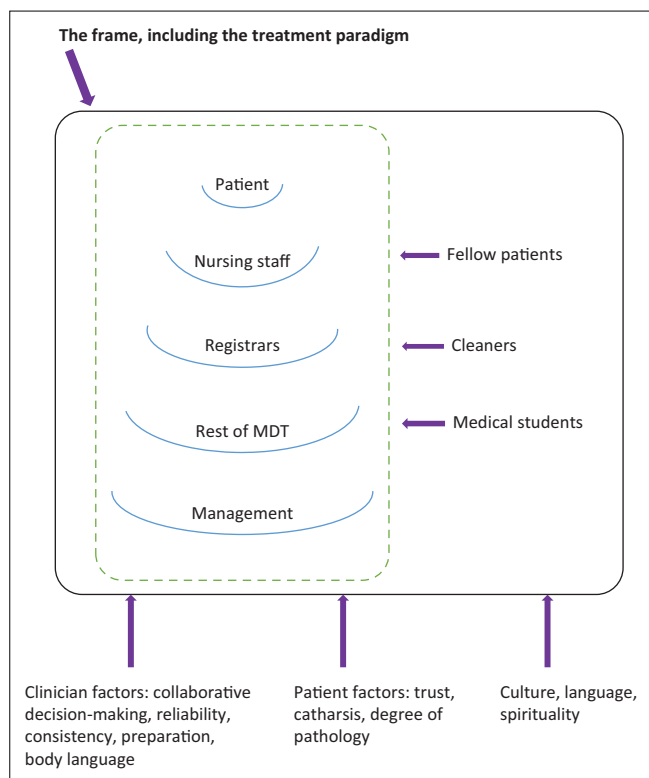 The frame, including the treatment paradigm
Patient
Nursing staff
Fellow patients
Registrars
Cleaners
Rest of MDT
Medical students
Management
Clinician factors: collaborative
decision-making, reliability,
consistency, preparation,
body language
Patient factors: trust,
catharsis, degree of
pathology
Culture, language,
spirituality